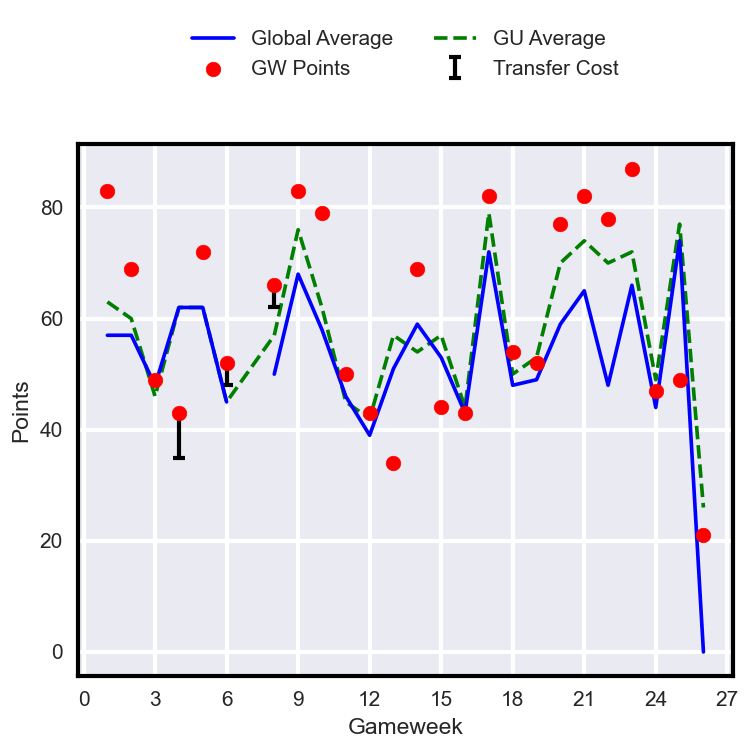 Global Average GU Average
GW Points Transfer Cost
80
60
40
20
0
Points
0 3 6 9 12 15 18 21 24 27
Gameweek